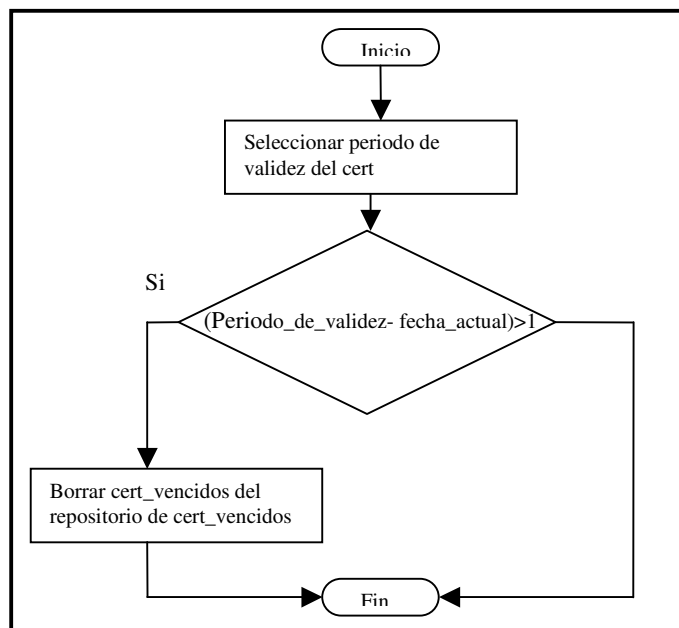 Inicio
Seleccionar periodo de
validez del cert
Si
(Periodo_de_validez- fecha_actual)>1
Borrar cert_vencidos del
repositorio de cert_vencidos
Fin